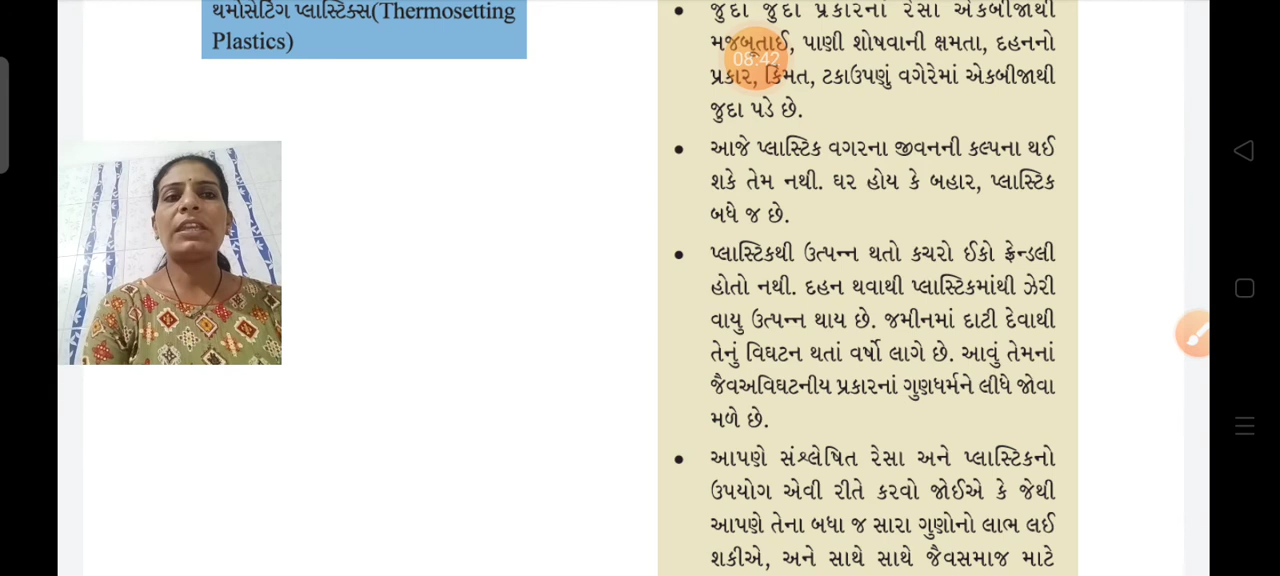 થર્મોસેટિંગ પ્લાસ્ટિક્સ(Thermosetting
Plastics)
જુદા જુદા પ્રકારનાં રેસા એકબીજાથી
મજબૂતાઈ, પાણી શોષવાની ક્ષમતા, દહનનો
પ્રકાર, કિંમત, ટકાઉપણું વગેરેમાં એકબીજાથી
જુદા પડે છે.
08:42
આજે પ્લાસ્ટિક વગરના જીવનની કલ્પના થઈ
શકે તેમ નથી. ઘર હોય કે બહાર, પ્લાસ્ટિક
બધે જ છે.
પ્લાસ્ટિકથી ઉત્પન્ન થતો કચરો ઈકો ફ્રેન્ડલી
હોતો નથી. દહન થવાથી પ્લાસ્ટિકમાંથી ઝેરી
વાયુ ઉત્પન્ન થાય છે. જમીનમાં દાટી દેવાથી
તેનું વિઘટન થતાં વર્ષો લાગે છે. આવું તેમનાં
જૈવઅવિઘટનીય પ્રકારનાં ગુણધર્મને લીધે જોવા
મળે છે.
આપણે સંશ્લેષિત રેસા અને પ્લાસ્ટિકનો
ઉપયોગ એવી રીતે કરવો જોઈએ કે જેથી
આપણે તેના બધા જ સારા ગુણોનો લાભ લઈ
શકીએ, અને સાથે સાથે જૈવસમાજ માટે